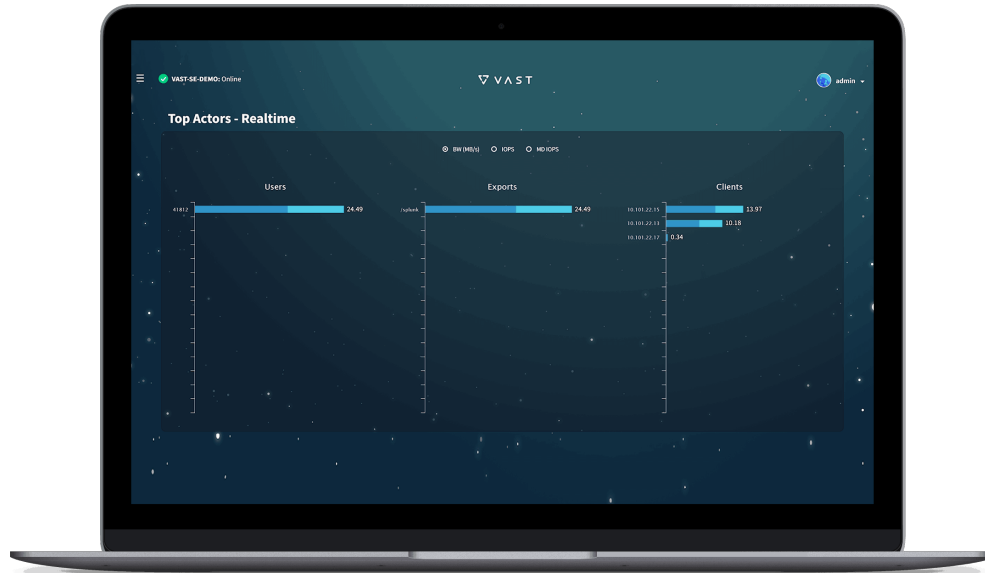 VAST-SE-DEMO: Online
VAST
admin
Top Actors - Realtime
BW (MB/s) IOPS MD IOPS
Users
41812 24.49
Exports
/splunk 24.49
Clients
10.101.22.15 13.97
10.101.22.13 10.18
10.101.22.17 0.34